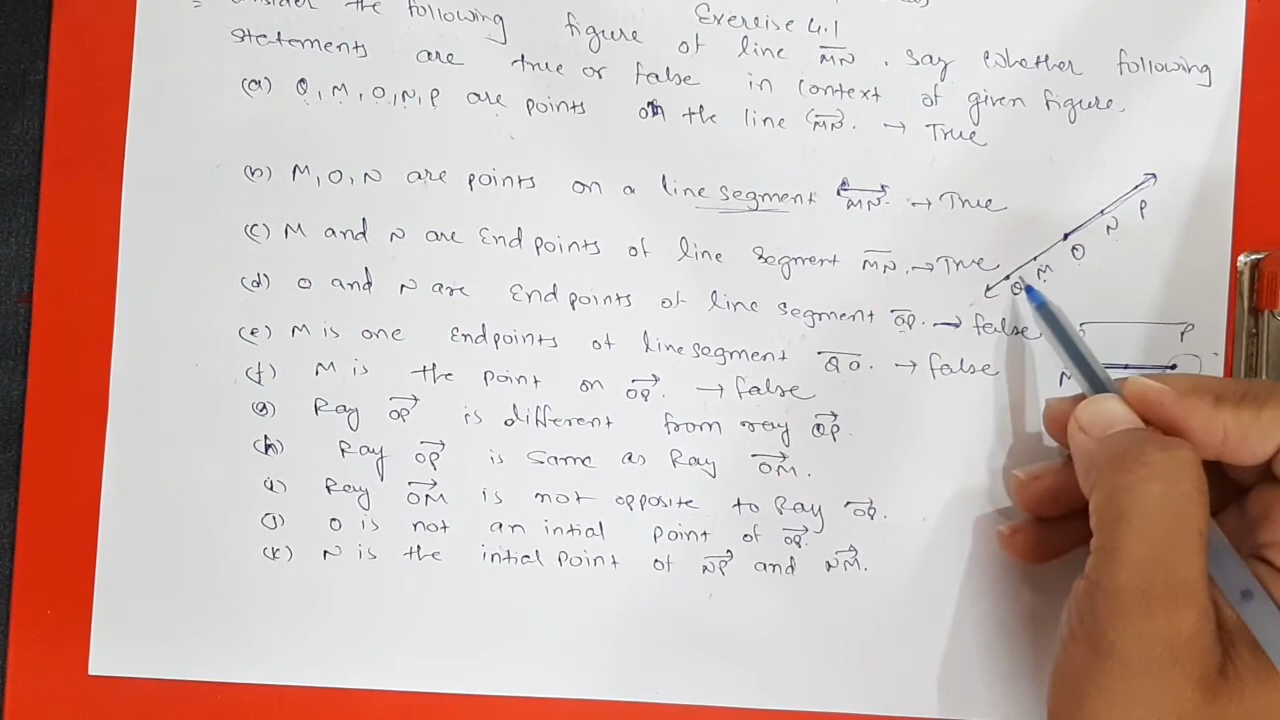 the following figure of line MN. Say whether following
Exercise 4.1
statements are true or false in context of given figure.
(a) Q, M, O, N, P are points on the line MN. → True
(b) M, O, N are points on a line segment MN. → True
(c) M and N are End points of line segment MN. → True
(d) O and N are End points of line segment OP. → false
(e) M is one Endpoints of linesegment QO. → false
(f) M is the point on OP. → false
(g) Ray OP is different from ray QP.
(h) Ray OP is same as Ray OM.
(i) Ray OM is not opposite to Ray OP.
(j) O is not an intial point of OP.
(k) N is the intial point of NP and NM.
P
N
O
M
Q
P